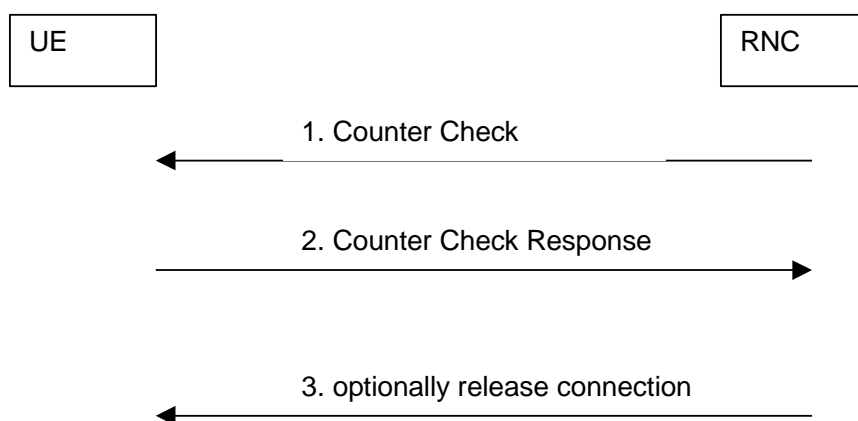 UE
RNC
1. Counter Check
2. Counter Check Response
3. optionally release connection